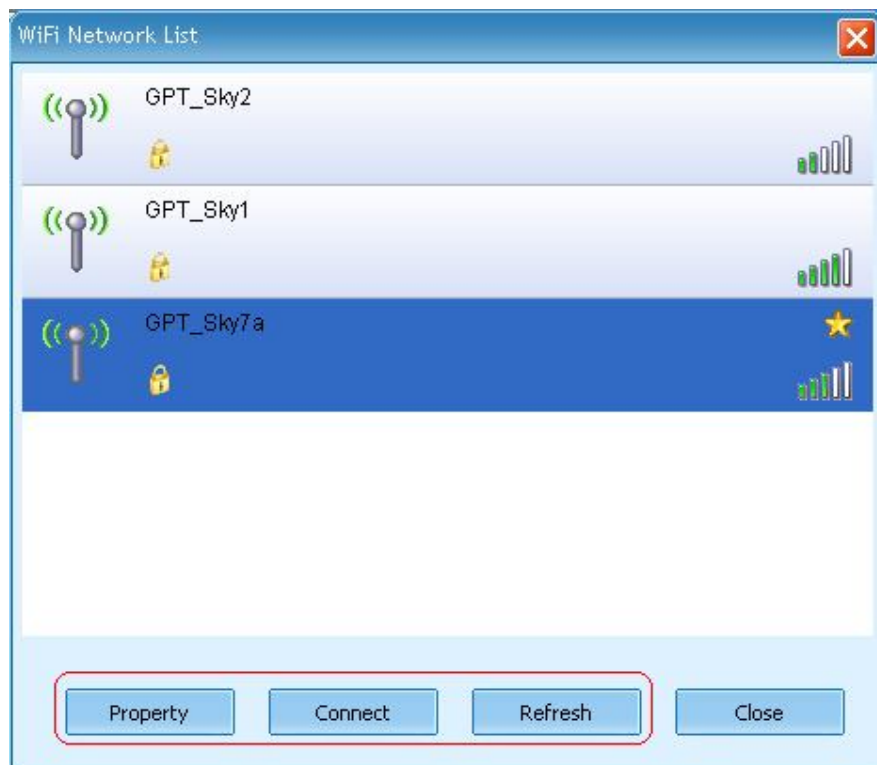 WiFi Network List
GPT_Sky2
GPT_Sky1
GPT_Sky7a
Property Connect Refresh Close